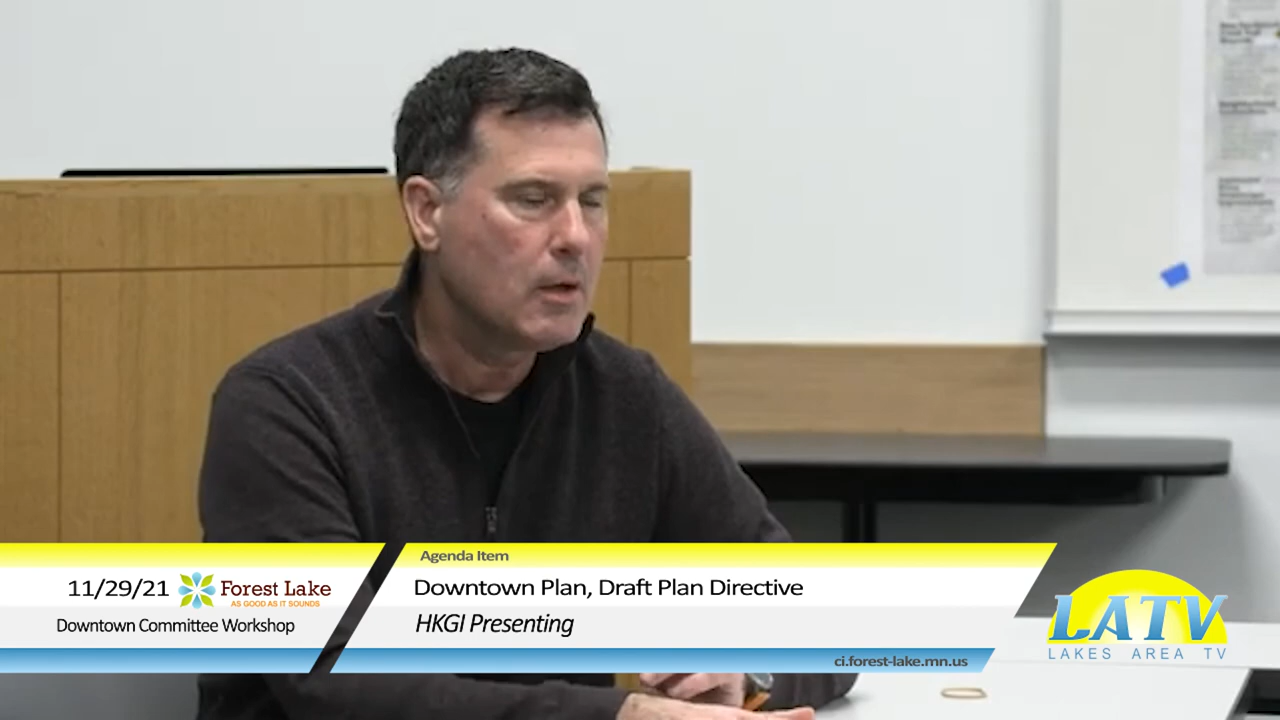 Agenda Item
11/29/21
Forest Lake
AS GOOD AS IT SOUNDS
Downtown Plan, Draft Plan Directive
Downtown Committee Workshop
HKGI Presenting
ci.forest-lake.mn.us
LATV
LAKES AREA TV